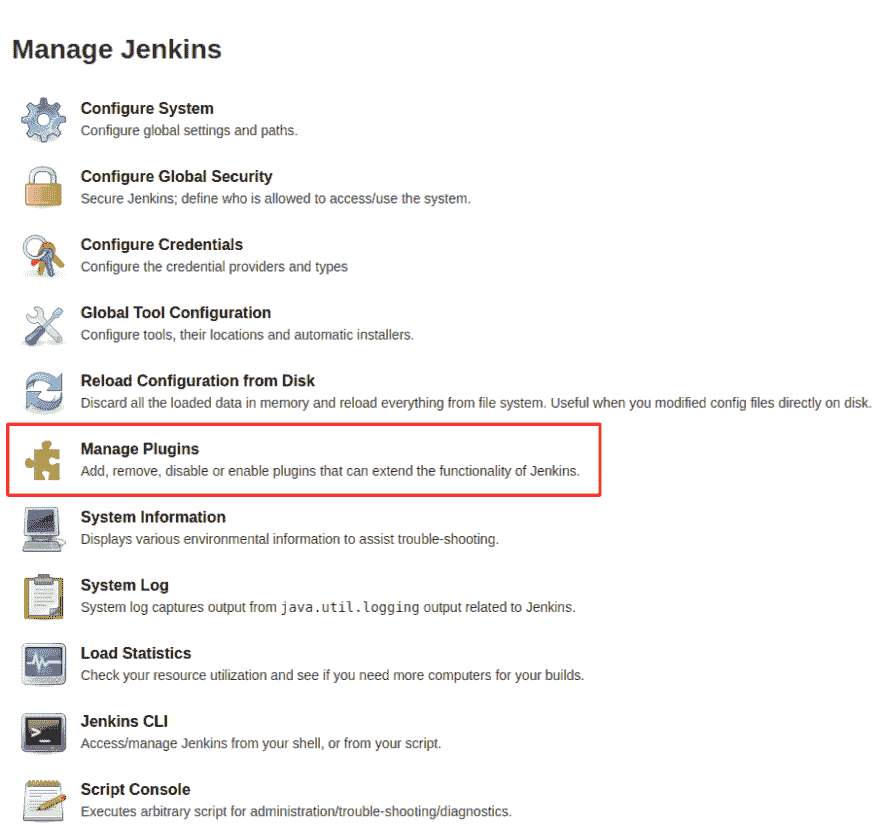 Manage Jenkins
Configure System
Configure global settings and paths.
Configure Global Security
Secure Jenkins; define who is allowed to access/use the system.
Configure Credentials
Configure the credential providers and types
Global Tool Configuration
Configure tools, their locations and automatic installers.
Reload Configuration from Disk
Discard all the loaded data in memory and reload everything from file system. Useful when you modified config files directly on disk.
Manage Plugins
Add, remove, disable or enable plugins that can extend the functionality of Jenkins.
System Information
Displays various environmental information to assist trouble-shooting.
System Log
System log captures output from java.util.logging output related to Jenkins.
Load Statistics
Check your resource utilization and see if you need more computers for your builds.
Jenkins CLI
Access/manage Jenkins from your shell, or from your script.
Script Console
Executes arbitrary script for administration/trouble-shooting/diagnostics.